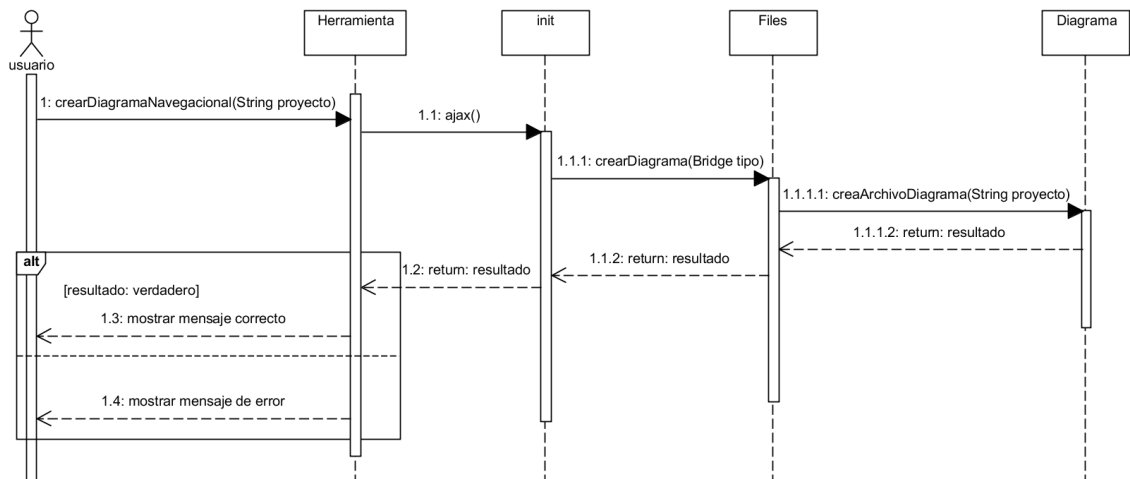 Herramienta
init
Files
Diagrama
usuario
1: crearDiagramaNavegacional(String proyecto)
1.1: ajax()
1.1.1: crearDiagrama(Bridge tipo)
1.1.1.1: creaArchivoDiagrama(String proyecto)
1.1.1.2: return: resultado
1.1.2: return: resultado
1.2: return: resultado
alt
[resultado: verdadero]
1.3: mostrar mensaje correcto
1.4: mostrar mensaje de error